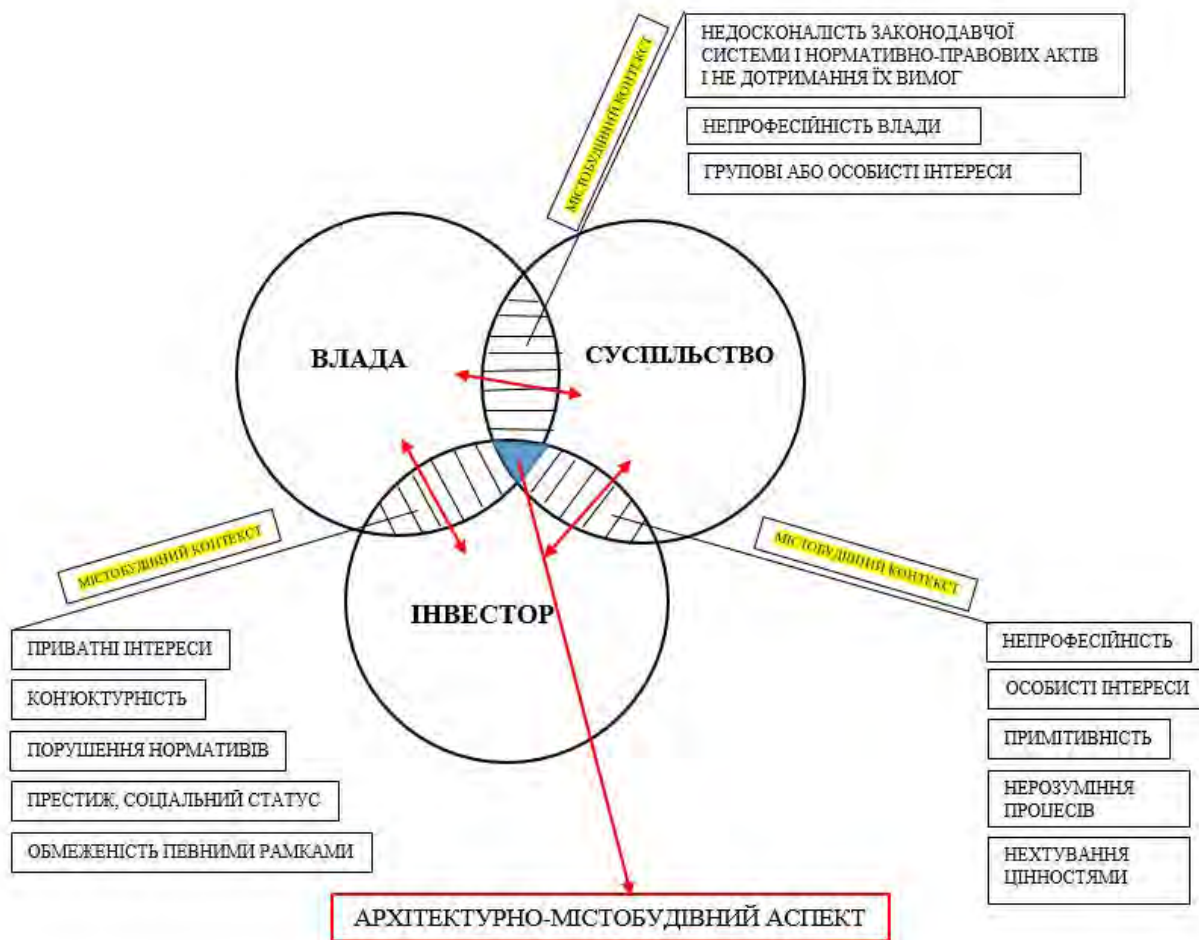 МІСТОБУДІВНИЙ КОНТЕКСТ
НЕДОСКОНАЛІСТЬ ЗАКОНОДАВЧОЇ
СИСТЕМИ І НОРМАТИВНО-ПРАВОВИХ АКТІВ
І НЕ ДОТРИМАННЯ ЇХ ВИМОГ
НЕПРОФЕСІЙНІСТЬ ВЛАДИ
ГРУПОВІ АБО ОСОБИСТІ ІНТЕРЕСИ
ВЛАДА
СУСПІЛЬСТВО
ІНВЕСТОР
МІСТОБУДІВНИЙ КОНТЕКСТ
ПРИВАТНІ ІНТЕРЕСИ
КОН'ЮКТУРНІСТЬ
ПОРУШЕННЯ НОРМАТИВІВ
ПРЕСТИЖ, СОЦІАЛЬНИЙ СТАТУС
ОБМЕЖЕНІСТЬ ПЕВНИМИ РАМКАМИ
МІСТОБУДІВНИЙ КОНТЕКСТ
НЕПРОФЕСІЙНІСТЬ
ОСОБИСТІ ІНТЕРЕСИ
ПРИМІТИВНІСТЬ
НЕРОЗУМІННЯ
ПРОЦЕСІВ
НЕХТУВАННЯ
ЦІННОСТЯМИ
АРХІТЕКТУРНО-МІСТОБУДІВНИЙ АСПЕКТ